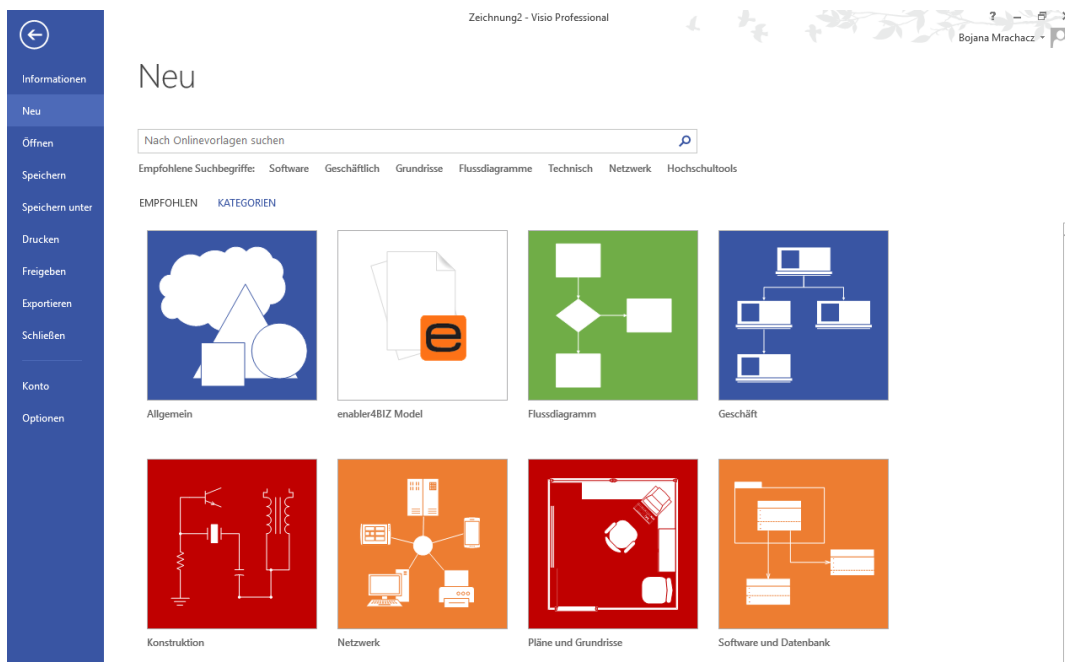 Zeichnung2 - Visio Professional
?
Bojana Mrachacz
Informationen
Neu
Öffnen
Speichern
Speichern unter
Drucken
Freigeben
Exportieren
Schließen
Konto
Optionen
Neu
Nach Onlinevorlagen suchen
Empfohlene Suchbegriffe: Software Geschäftlich Grundrisse Flussdiagramme Technisch Netzwerk Hochschultools
EMPFOHLEN KATEGORIEN
e
Allgemein enabler4BIZ Model Flussdiagramm Geschäft
Konstruktion Netzwerk Pläne und Grundrisse Software und Datenbank